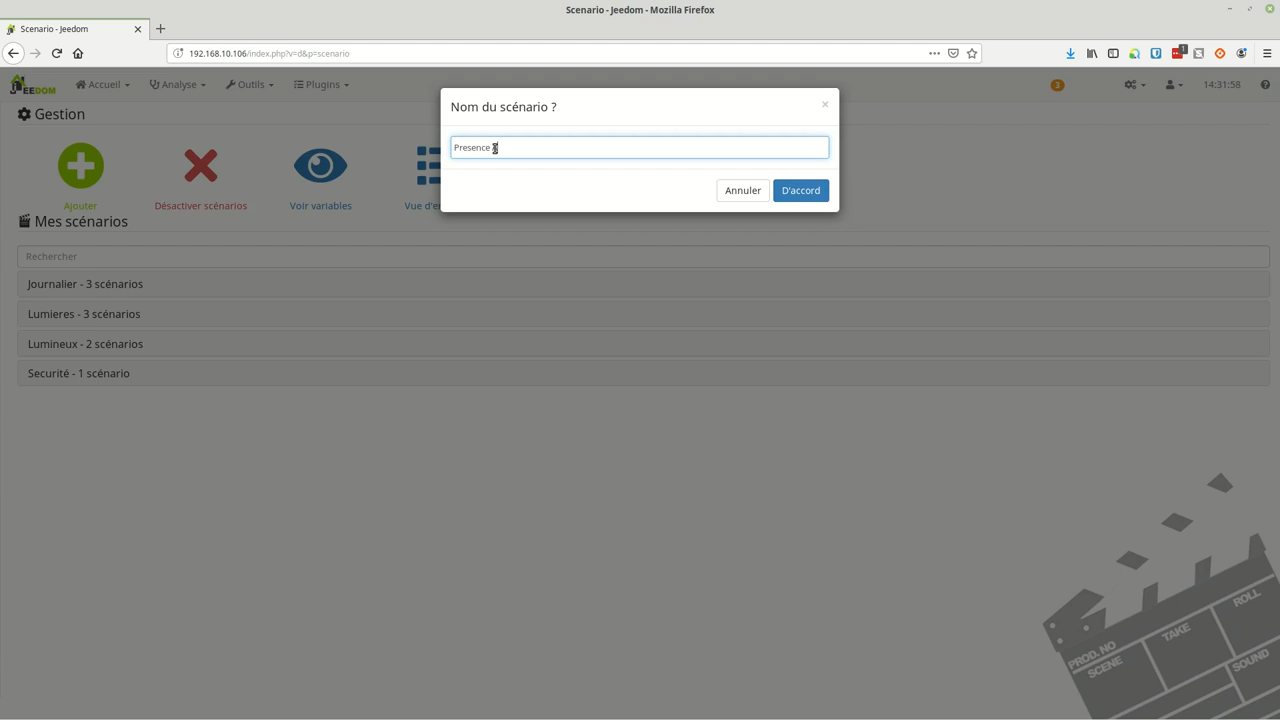 Scenario - Jeedom - Mozilla Firefox
Scenario - Jeedom
192.168.10.106/index.php?v=d&p=scenario
1
JEEDOM
Accueil
Analyse
Outils
Plugins
3
14:31:58
Gestion
Nom du scénario ?
×
Presence
Annuler
D'accord
Ajouter
Désactiver scénarios
Voir variables
Mes scénarios
Rechercher
Journalier - 3 scénarios
Lumieres - 3 scénarios
Lumineux - 2 scénarios
Securité - 1 scénario
ROLL
TAKE
PROD. NO
SCENE
SOUND